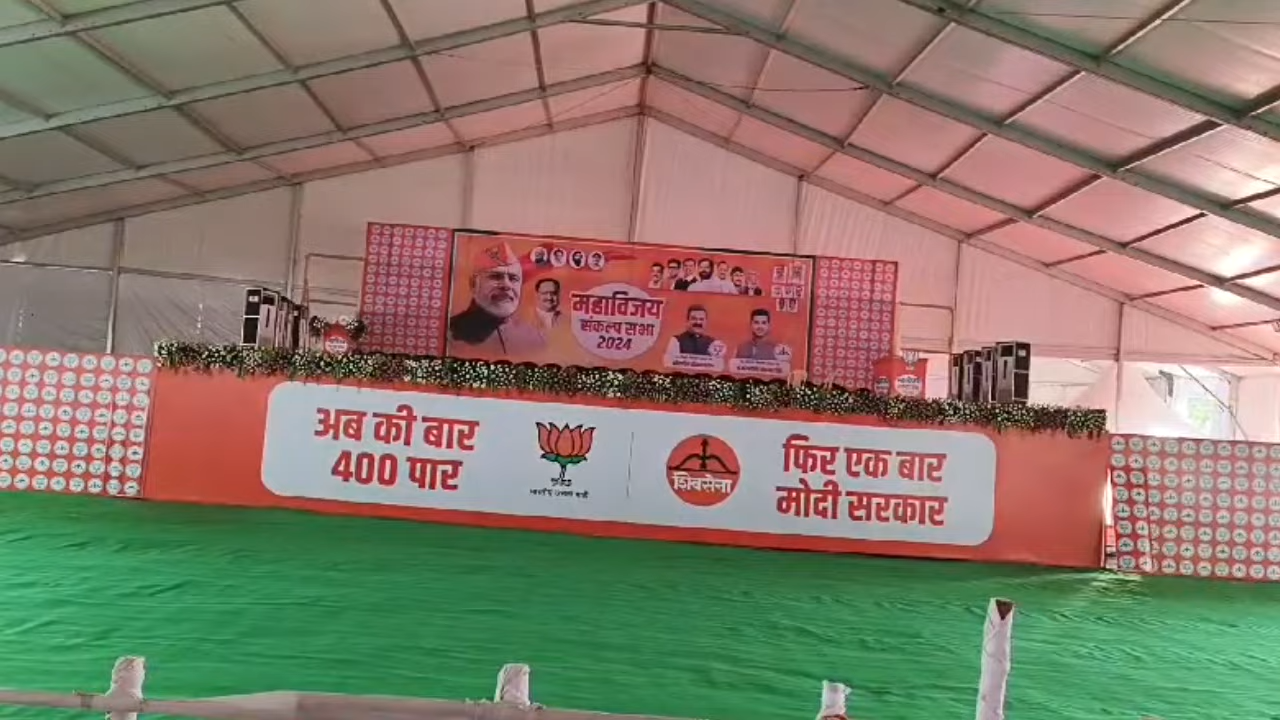 महाविजय
संकल्प सभा
2024
अब की बार
400 पार
शिवसेना
फिर एक बार
मोदी सरकार